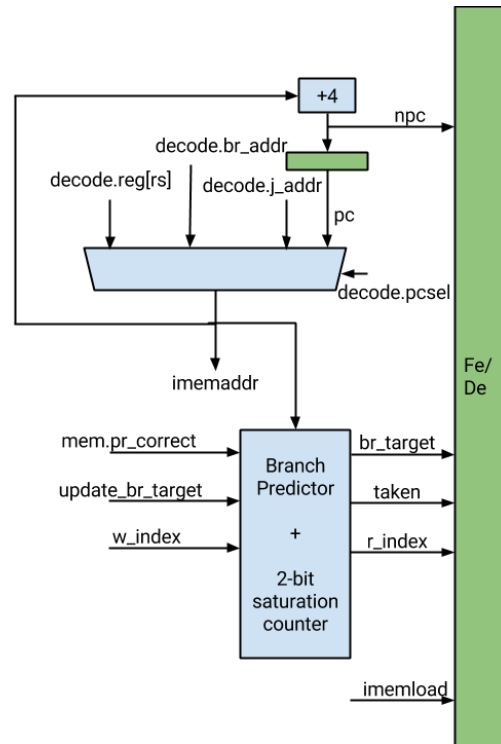 +4
npc
decode.br_addr
decode.reg[rs]
decode.j_addr
pc
decode.pcsel
imemaddr
Fe/
De
mem.pr_correct
update_br_target
w_index
Branch
Predictor
+
2-bit
saturation
counter
br_target
taken
r_index
imemload